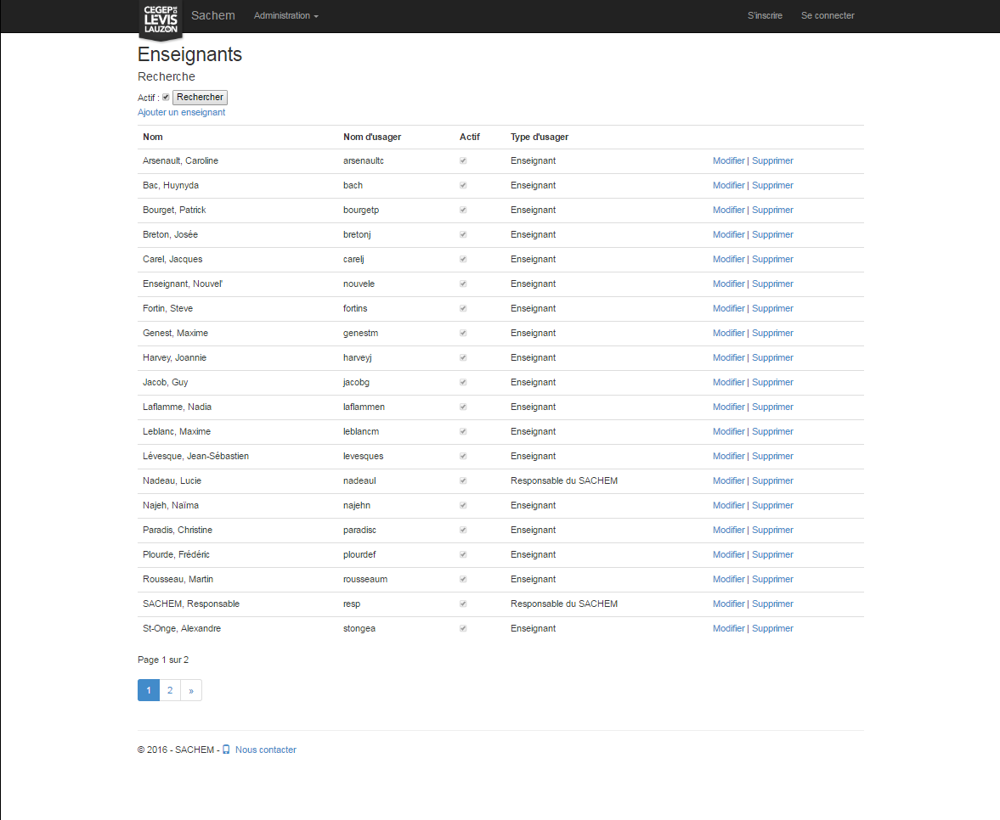 CEGEP DE
LÉVIS
LAUZON
Sachem Administration S'inscrire Se connecter
Enseignants
Recherche
Actif : Rechercher
Ajouter un enseignant
Nom Nom d'usager Actif Type d'usager
Arsenault, Caroline arsenaultc Enseignant Modifier | Supprimer
Bac, Huynyda bach Enseignant Modifier | Supprimer
Bourget, Patrick bourgetp Enseignant Modifier | Supprimer
Breton, Josée bretonj Enseignant Modifier | Supprimer
Carel, Jacques carelj Enseignant Modifier | Supprimer
Enseignant, Nouvel' nouvele Enseignant Modifier | Supprimer
Fortin, Steve fortins Enseignant Modifier | Supprimer
Genest, Maxime genestm Enseignant Modifier | Supprimer
Harvey, Joannie harveyj Enseignant Modifier | Supprimer
Jacob, Guy jacobg Enseignant Modifier | Supprimer
Laflamme, Nadia laflammen Enseignant Modifier | Supprimer
Leblanc, Maxime leblancm Enseignant Modifier | Supprimer
Lévesque, Jean-Sébastien levesques Enseignant Modifier | Supprimer
Nadeau, Lucie nadeaul Responsable du SACHEM Modifier | Supprimer
Najeh, Naïma najehn Enseignant Modifier | Supprimer
Paradis, Christine paradisc Enseignant Modifier | Supprimer
Plourde, Frédéric plourdef Enseignant Modifier | Supprimer
Rousseau, Martin rousseaum Enseignant Modifier | Supprimer
SACHEM, Responsable resp Responsable du SACHEM Modifier | Supprimer
St-Onge, Alexandre stongea Enseignant Modifier | Supprimer
Page 1 sur 2
1 2 »
© 2016 - SACHEM - Nous contacter